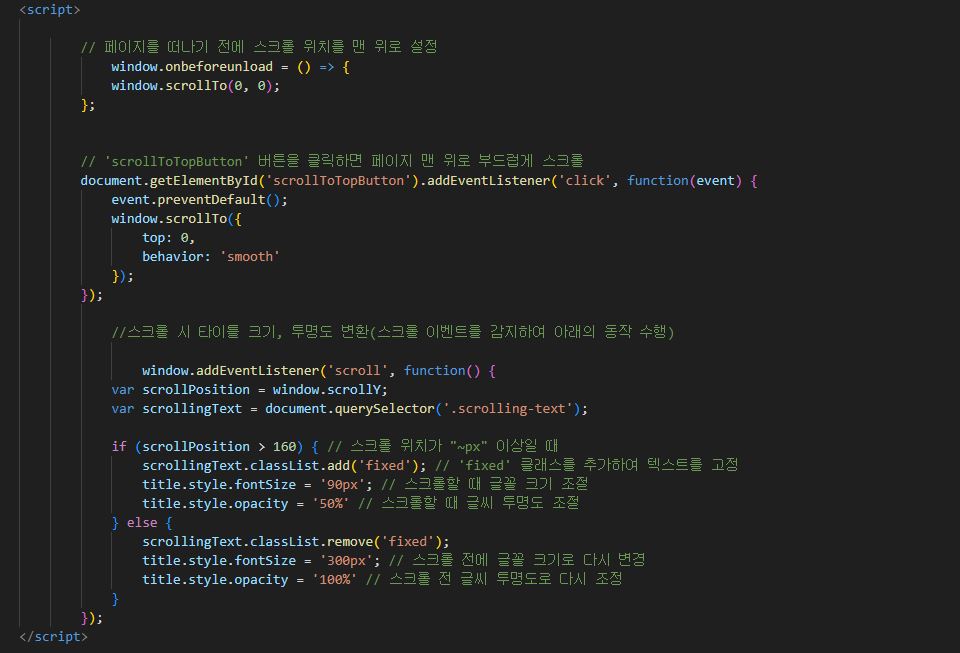 <script>
// 페이지를 떠나기 전에 스크롤 위치를 맨 위로 설정
window.onbeforeunload = () => {
window.scrollTo(0, 0);
};
// 'scrollToTopButton' 버튼을 클릭하면 페이지 맨 위로 부드럽게 스크롤
document.getElementById('scrollToTopButton').addEventListener('click', function(event) {
event.preventDefault();
window.scrollTo({
top: 0,
behavior: 'smooth'
});
});
//스크롤 시 타이틀 크기, 투명도 변환(스크롤 이벤트를 감지하여 아래의 동작 수행)
window.addEventListener('scroll', function() {
var scrollPosition = window.scrollY;
var scrollingText = document.querySelector('.scrolling-text');
if (scrollPosition > 160) { // 스크롤 위치가 "~px" 이상일 때
scrollingText.classList.add('fixed'); // 'fixed' 클래스를 추가하여 텍스트를 고정
title.style.fontSize = '90px'; // 스크롤할 때 글꼴 크기 조절
title.style.opacity = '50%' // 스크롤할 때 글씨 투명도 조절
} else {
scrollingText.classList.remove('fixed');
title.style.fontSize = '300px'; // 스크롤 전에 글꼴 크기로 다시 변경
title.style.opacity = '100%' // 스크롤 전 글씨 투명도로 다시 조정
}
});
</script>